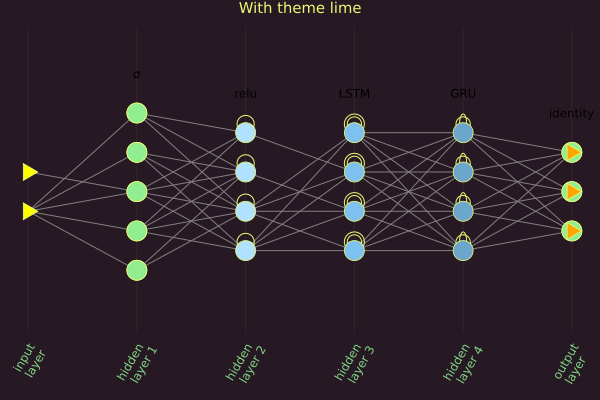 With theme lime
σ
relu
LSTM
GRU
identity
input
layer
hidden
layer 1
hidden
layer 2
hidden
layer 3
hidden
layer 4
output
layer